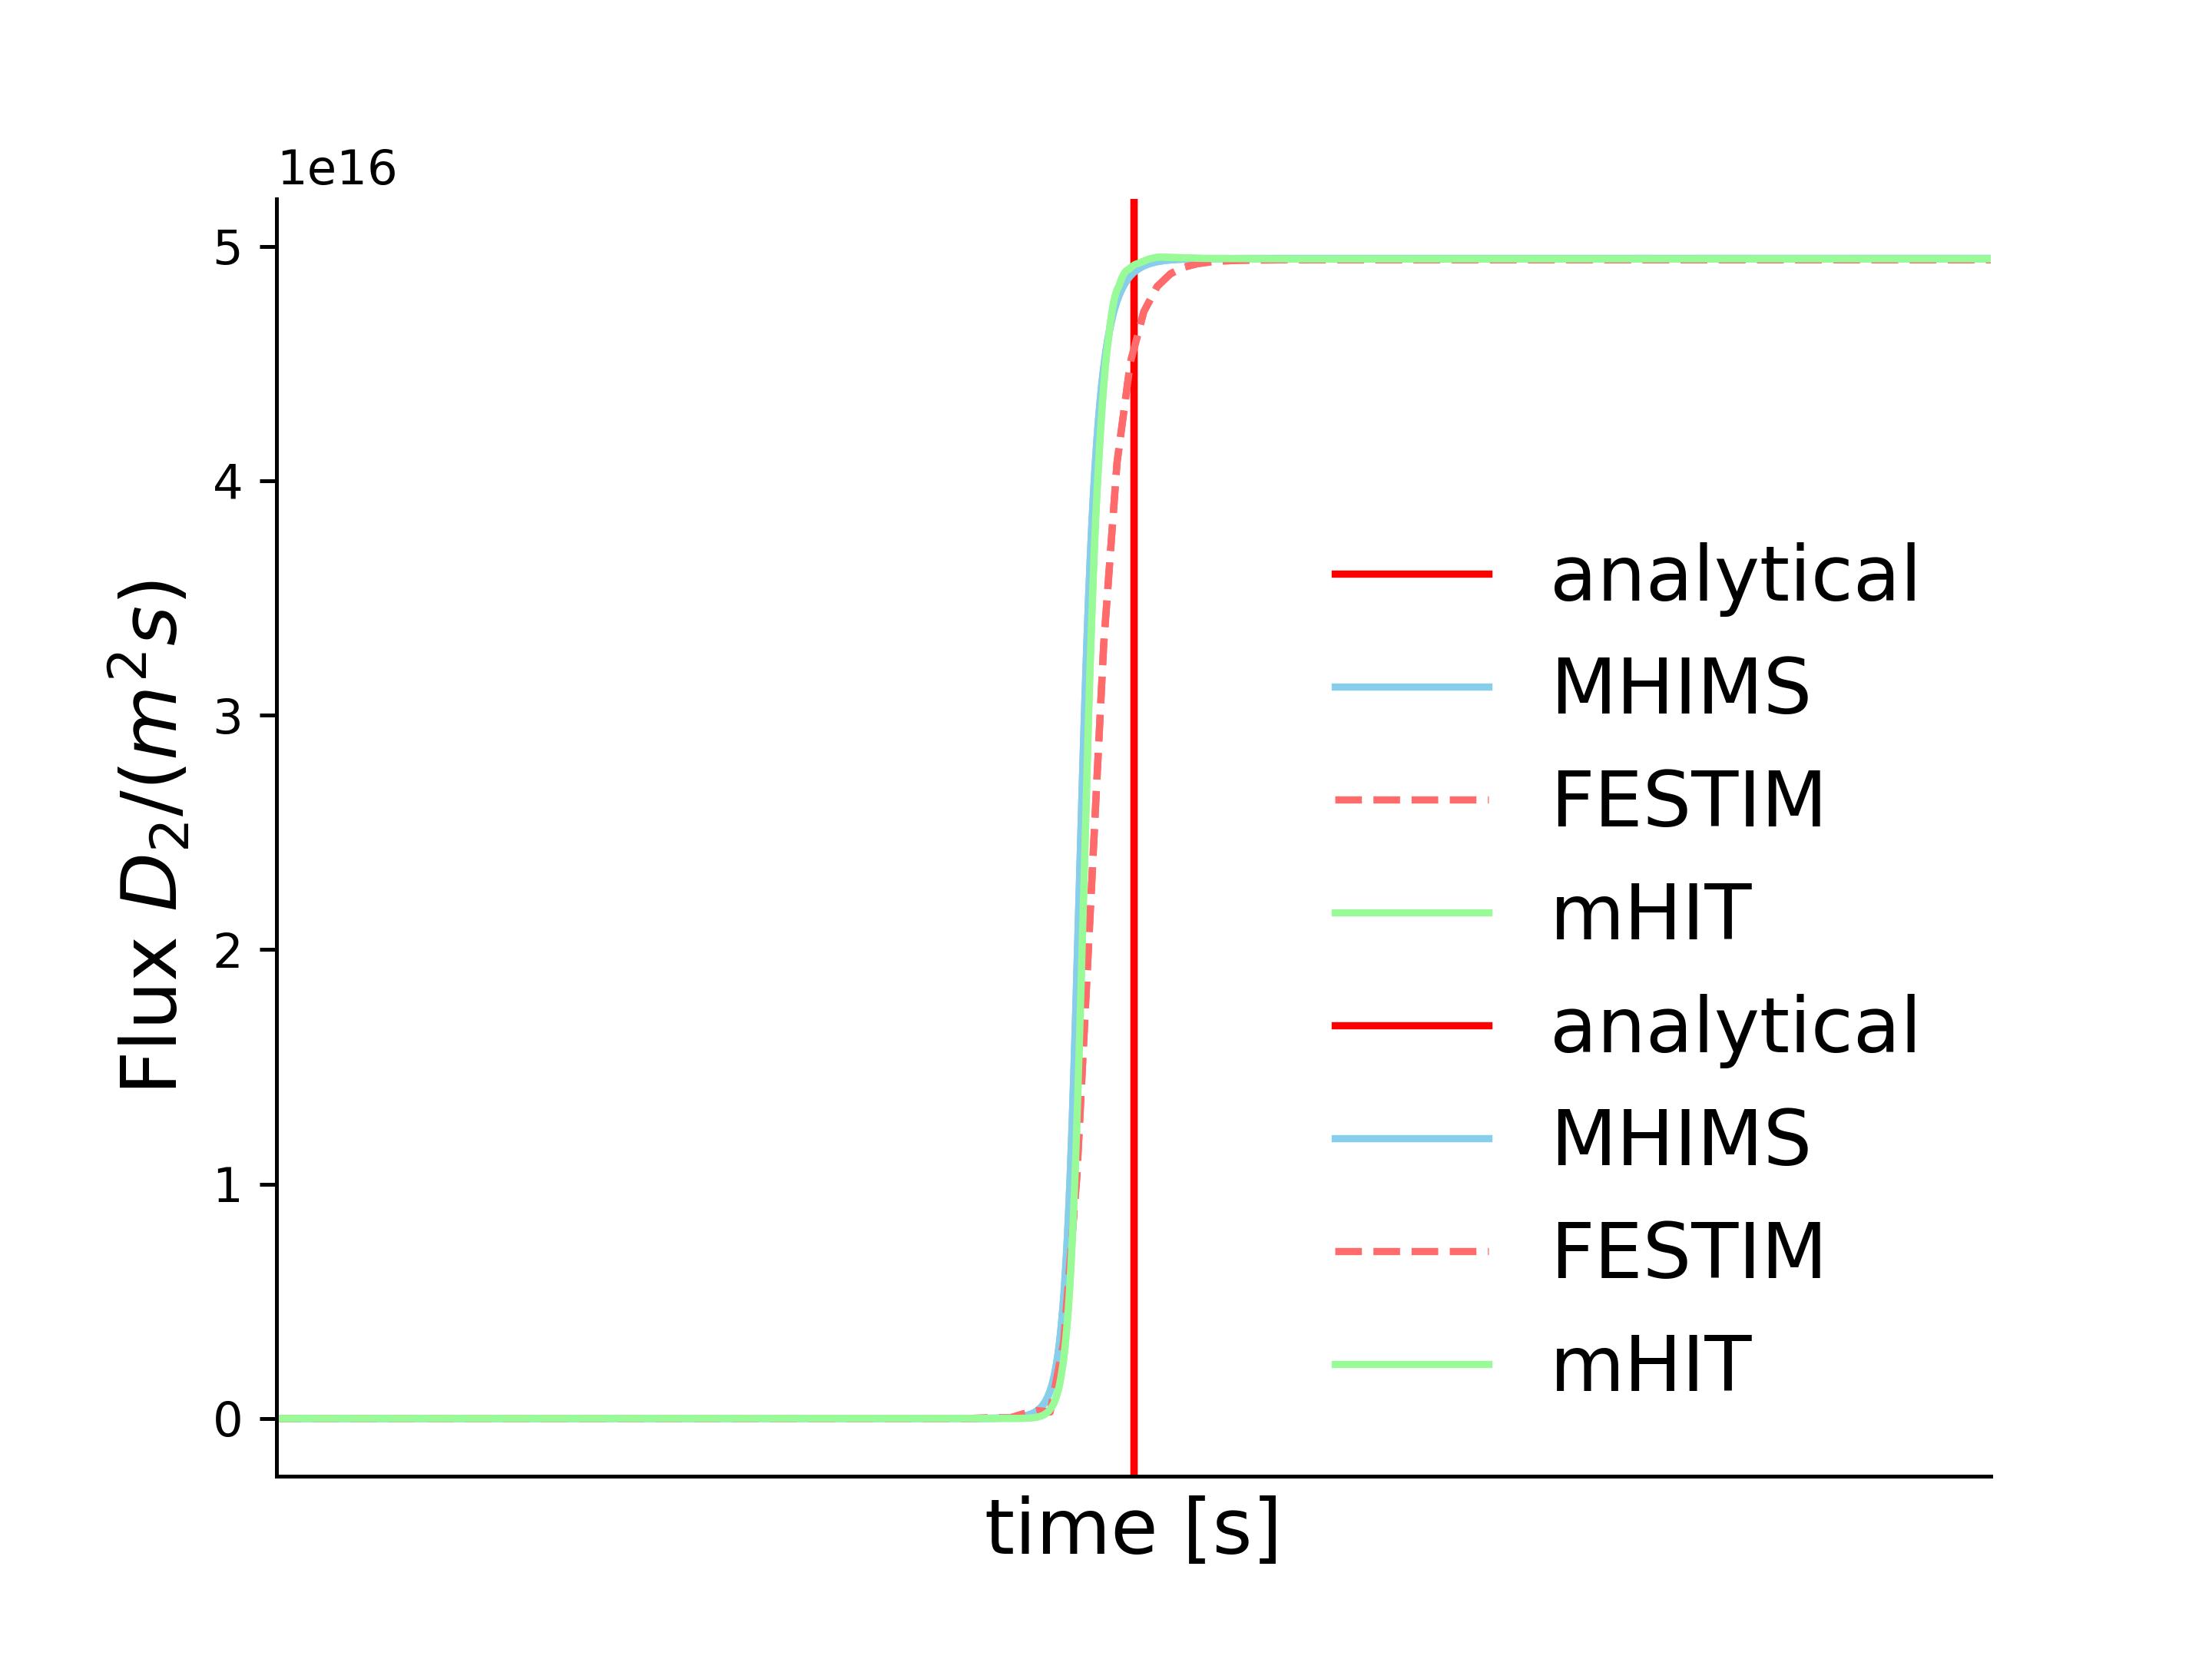 1e16
5
4
3
2
1
0
Flux D₂/(m²s)
time [s]
analytical
MHIMS
FESTIM
mHIT
analytical
MHIMS
FESTIM
mHIT